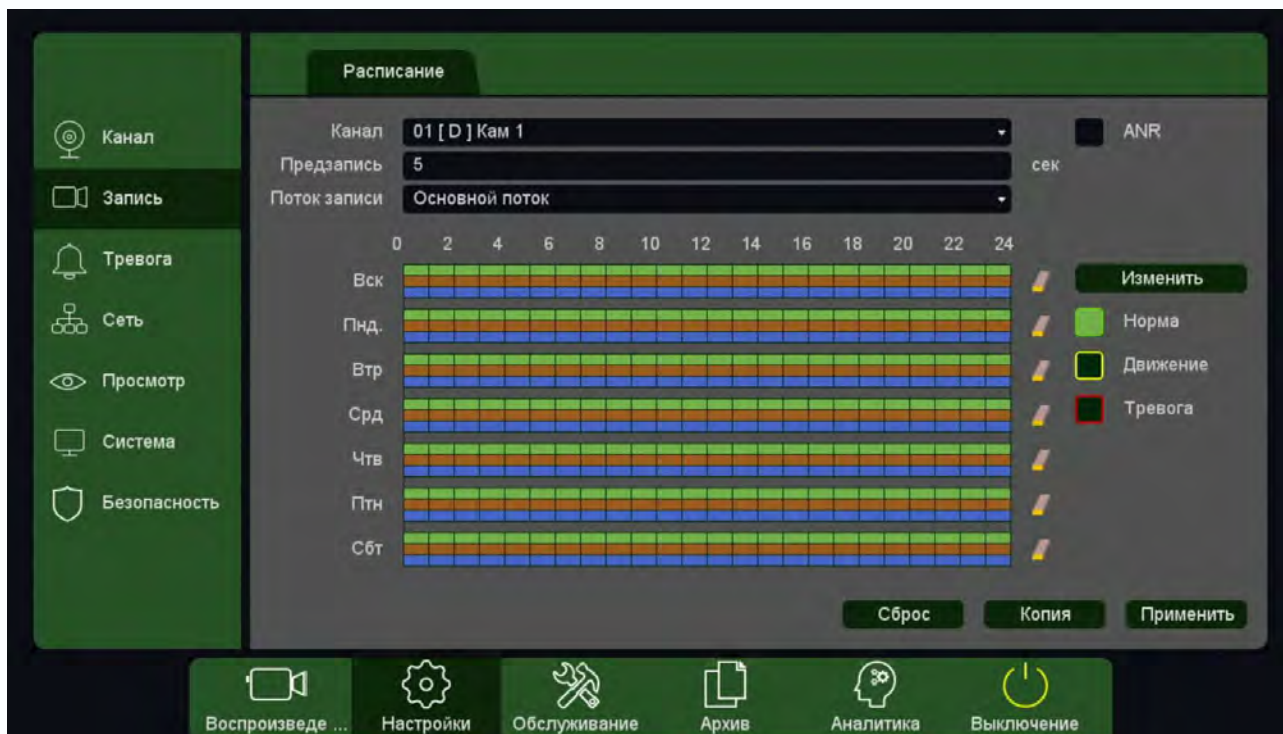 Расписание
Канал
Запись
Тревога
Сеть
Просмотр
Система
Безопасность
Канал 01 [ D ] Кам 1 ANR
Предзапись 5 сек
Поток записи Основной поток
0 2 4 6 8 10 12 14 16 18 20 22 24
Вск
Пнд.
Втр
Срд
Чтв
Птн
Сбт
Изменить
Норма
Движение
Тревога
Сброс Копия Применить
Воспроизведе ... Настройки Обслуживание Архив Аналитика Выключение